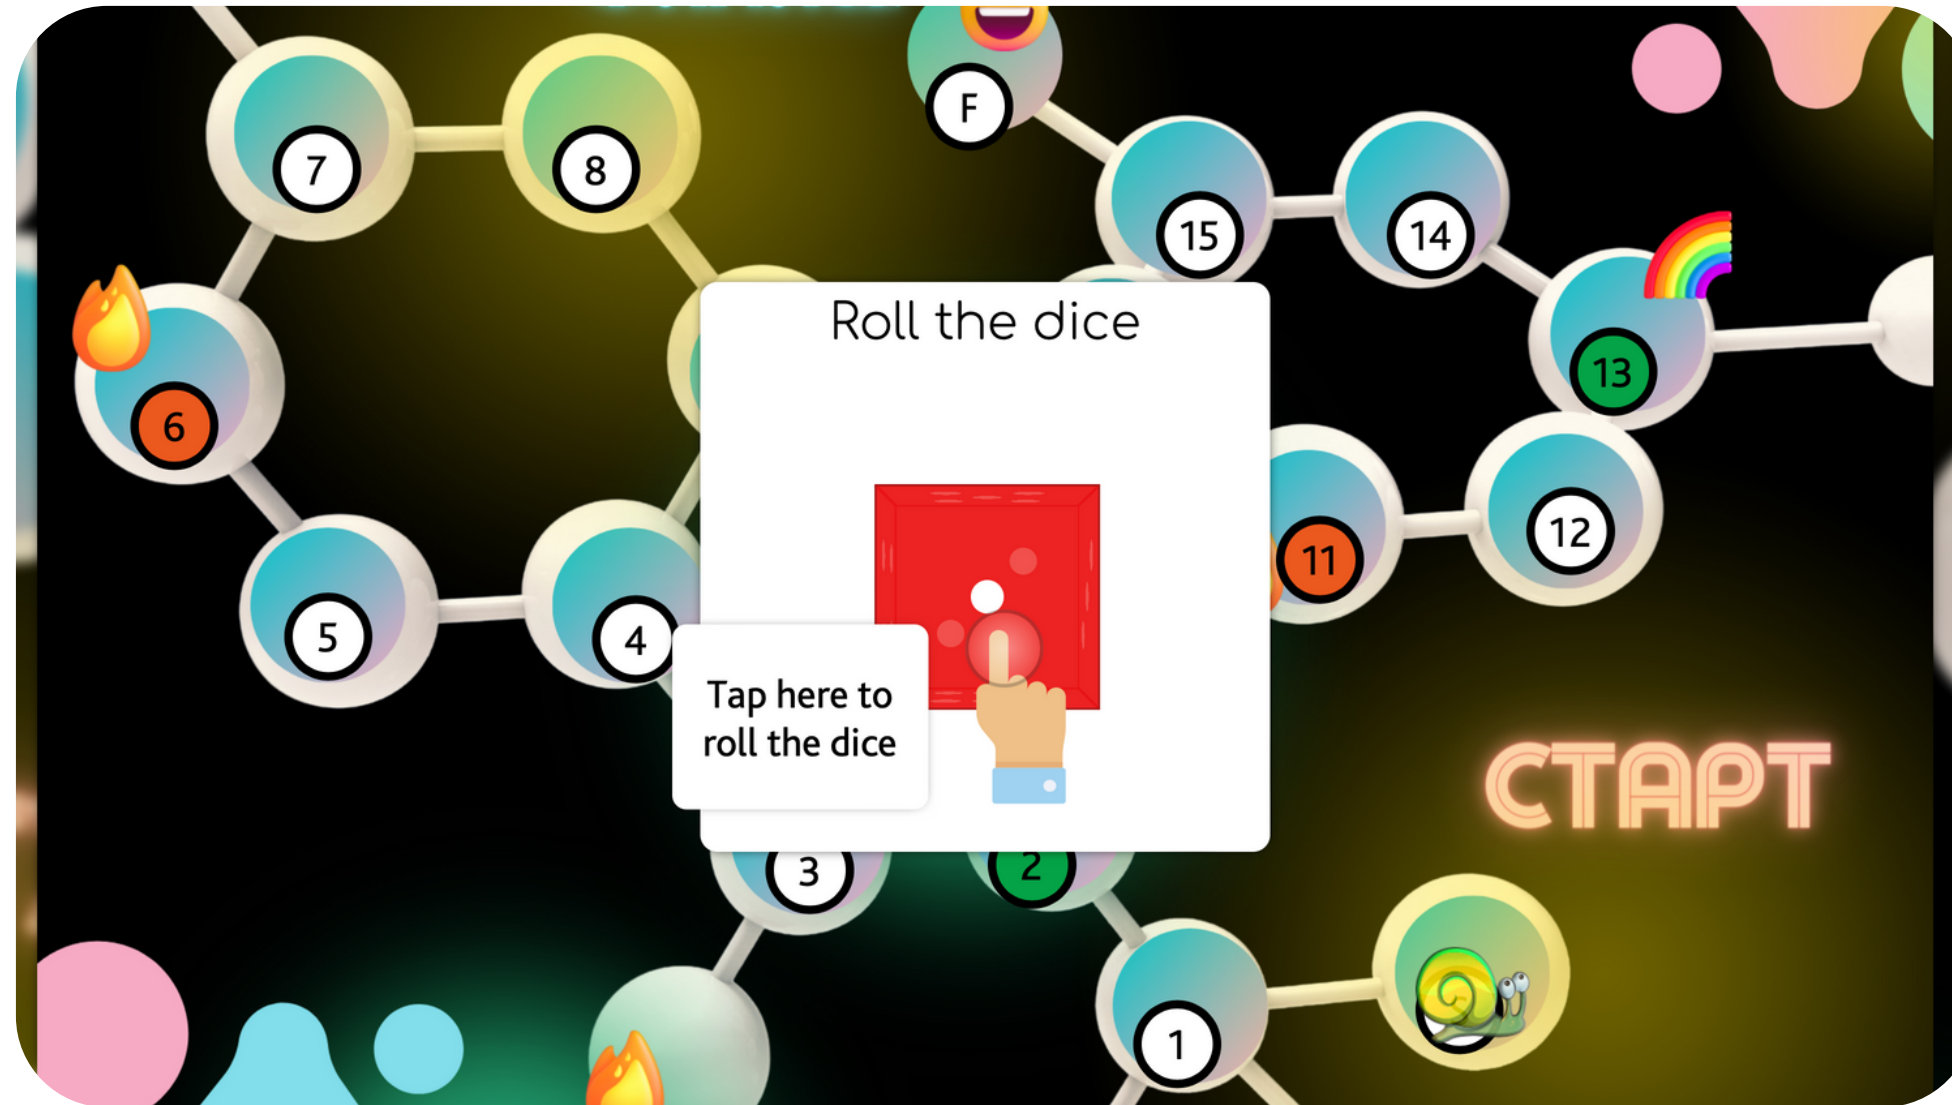 F
7
8
15
14
13
6
11
12
5
4
Roll the dice
Tap here to
roll the dice
СТАРТ
3
2
1